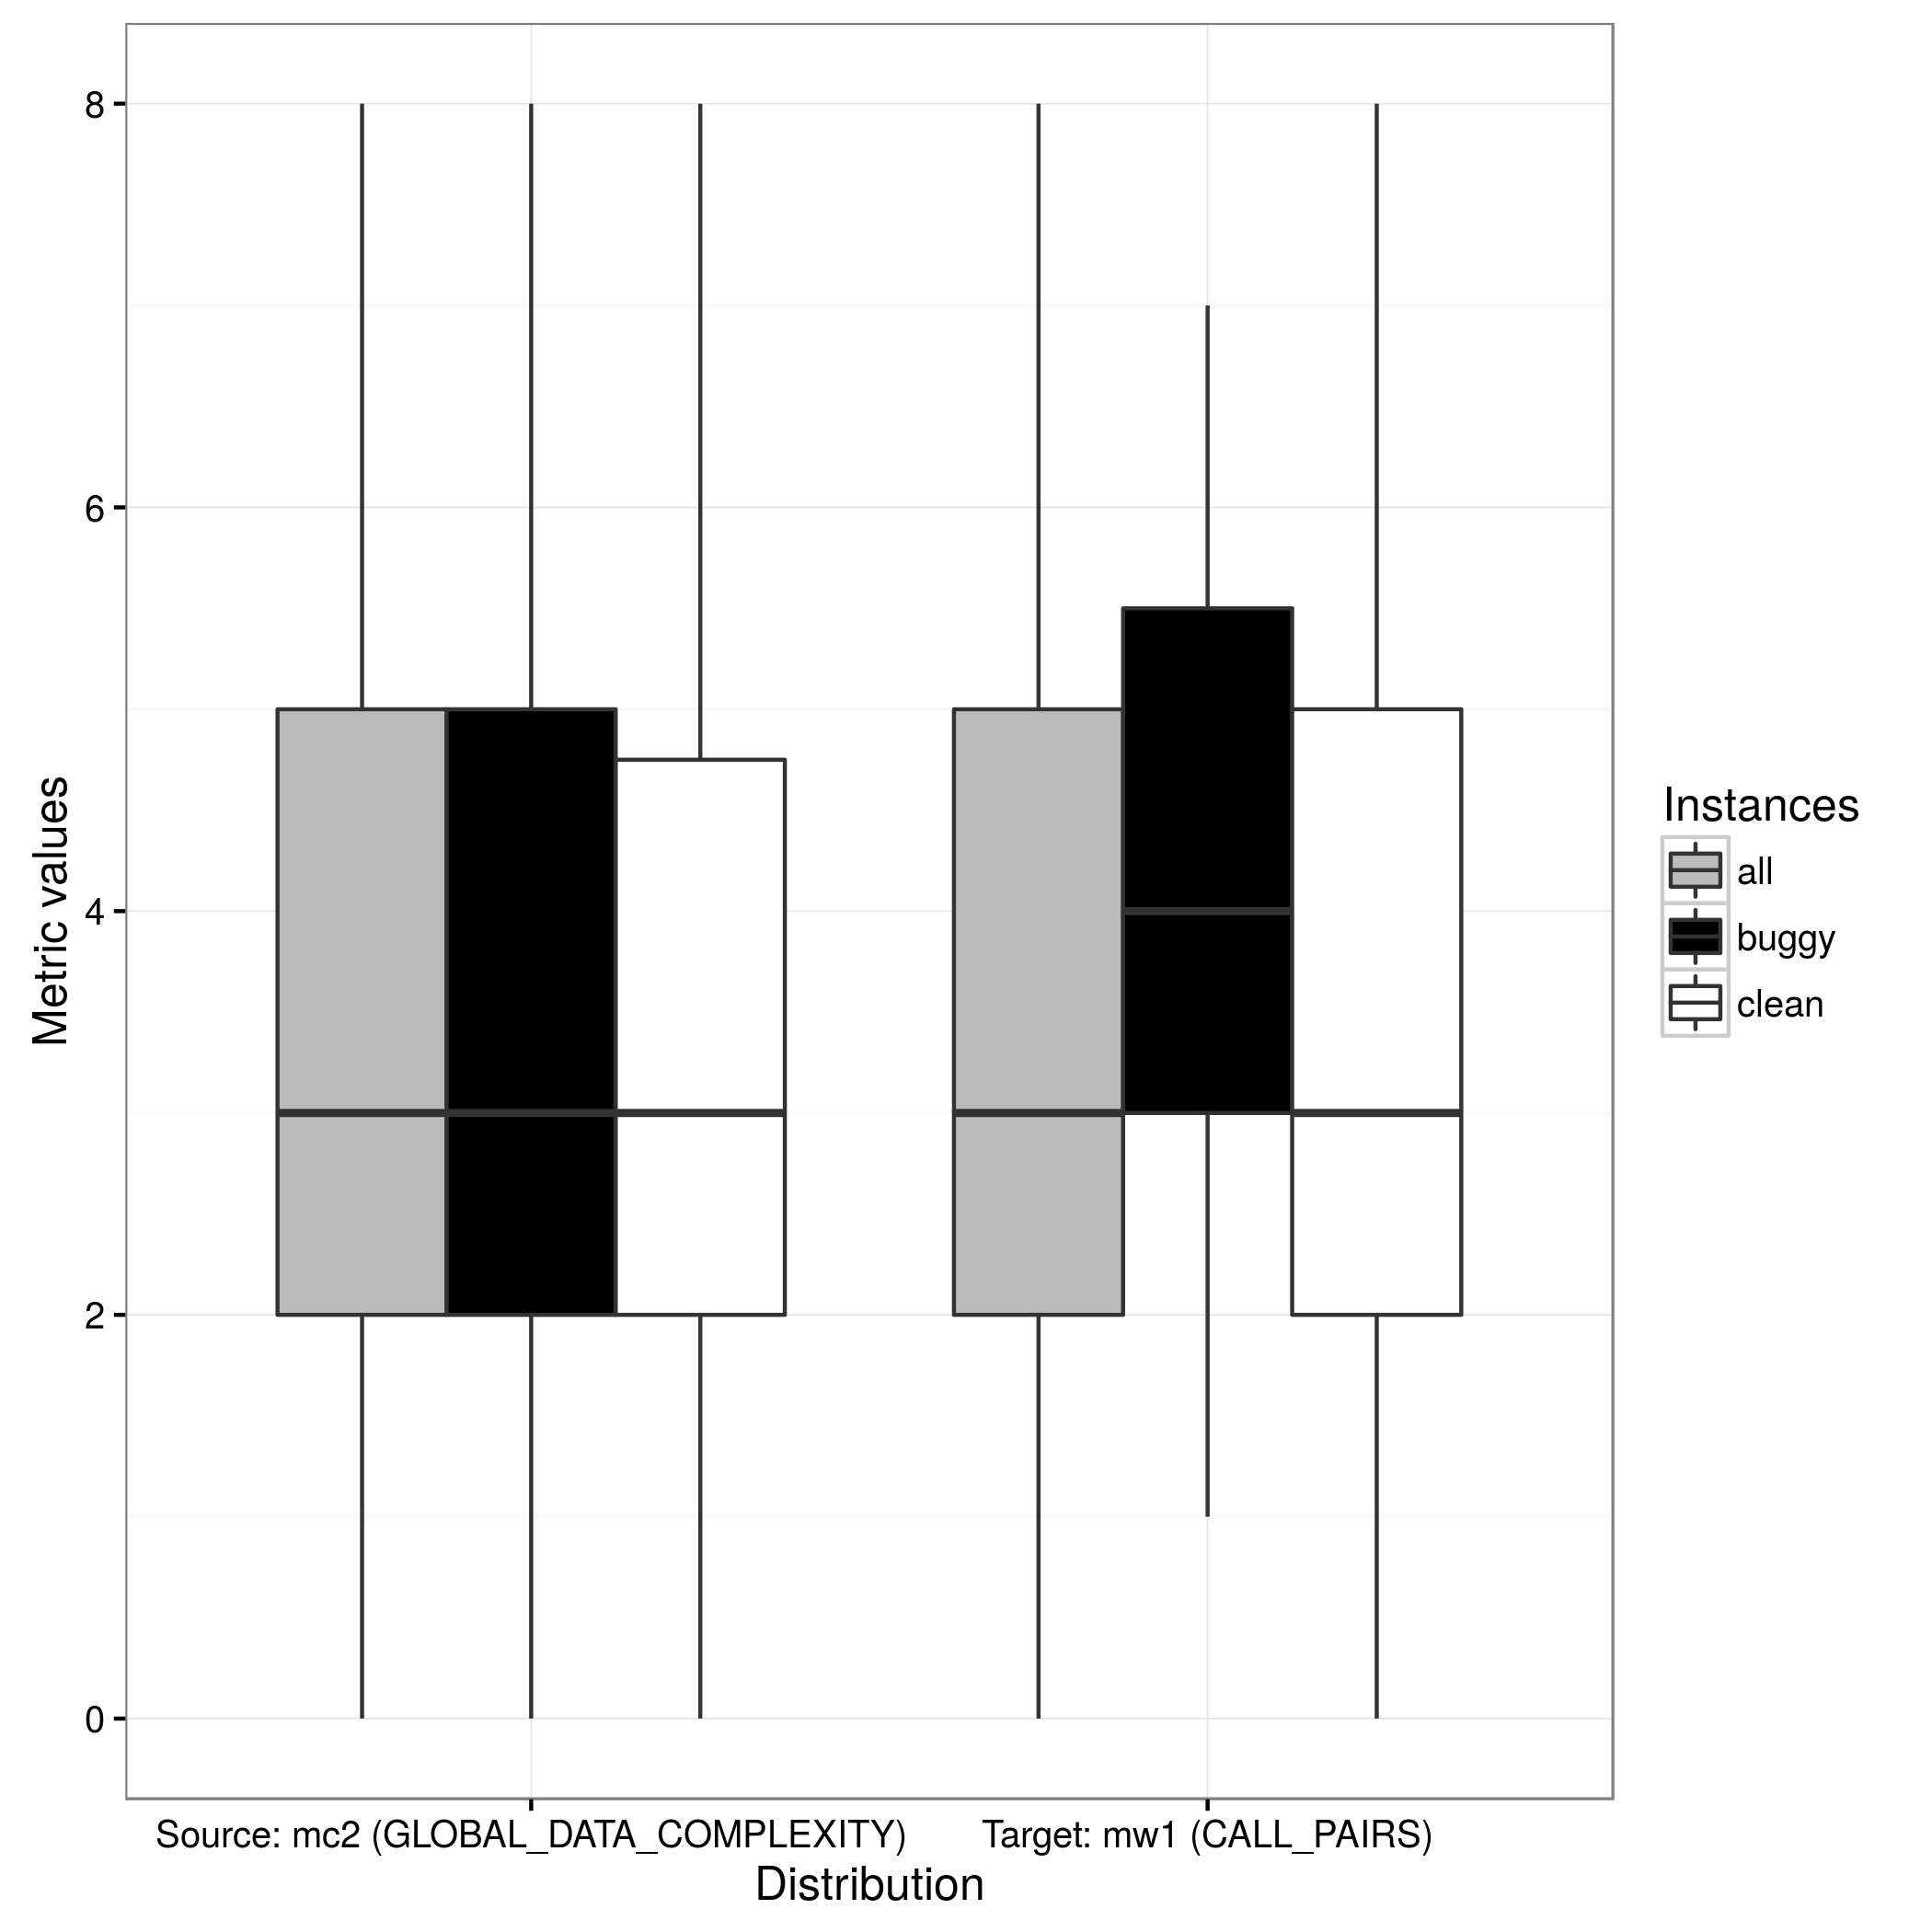 8
6
4
2
0
Metric values
Source: mc2 (GLOBAL_DATA_COMPLEXITY)
Target: mw1 (CALL_PAIRS)
Distribution
Instances
all
buggy
clean